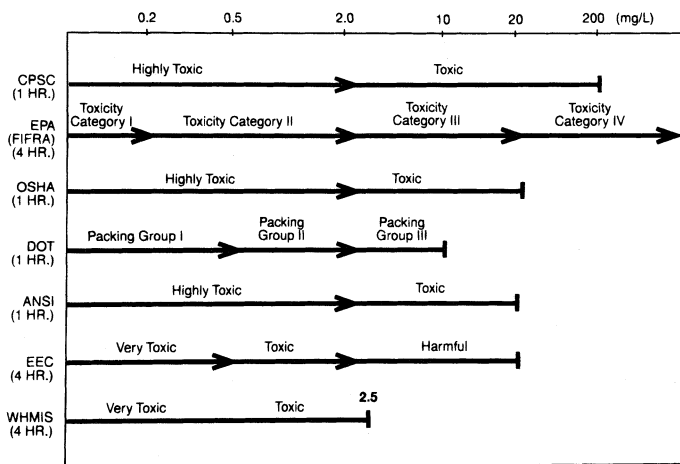 0.2 0.5 2.0 10 20 200 (mg/L)
CPSC
(1 HR.)
Highly Toxic
Toxic
EPA
(FIFRA)
(4 HR.)
Toxicity
Category I
Toxicity Category II
Toxicity
Category III
Toxicity
Category IV
OSHA
(1 HR.)
Highly Toxic
Toxic
DOT
(1 HR.)
Packing Group I
Packing
Group II
Packing
Group III
ANSI
(1 HR.)
Highly Toxic
Toxic
EEC
(4 HR.)
Very Toxic
Toxic
Harmful
WHMIS
(4 HR.)
Very Toxic
Toxic
2.5